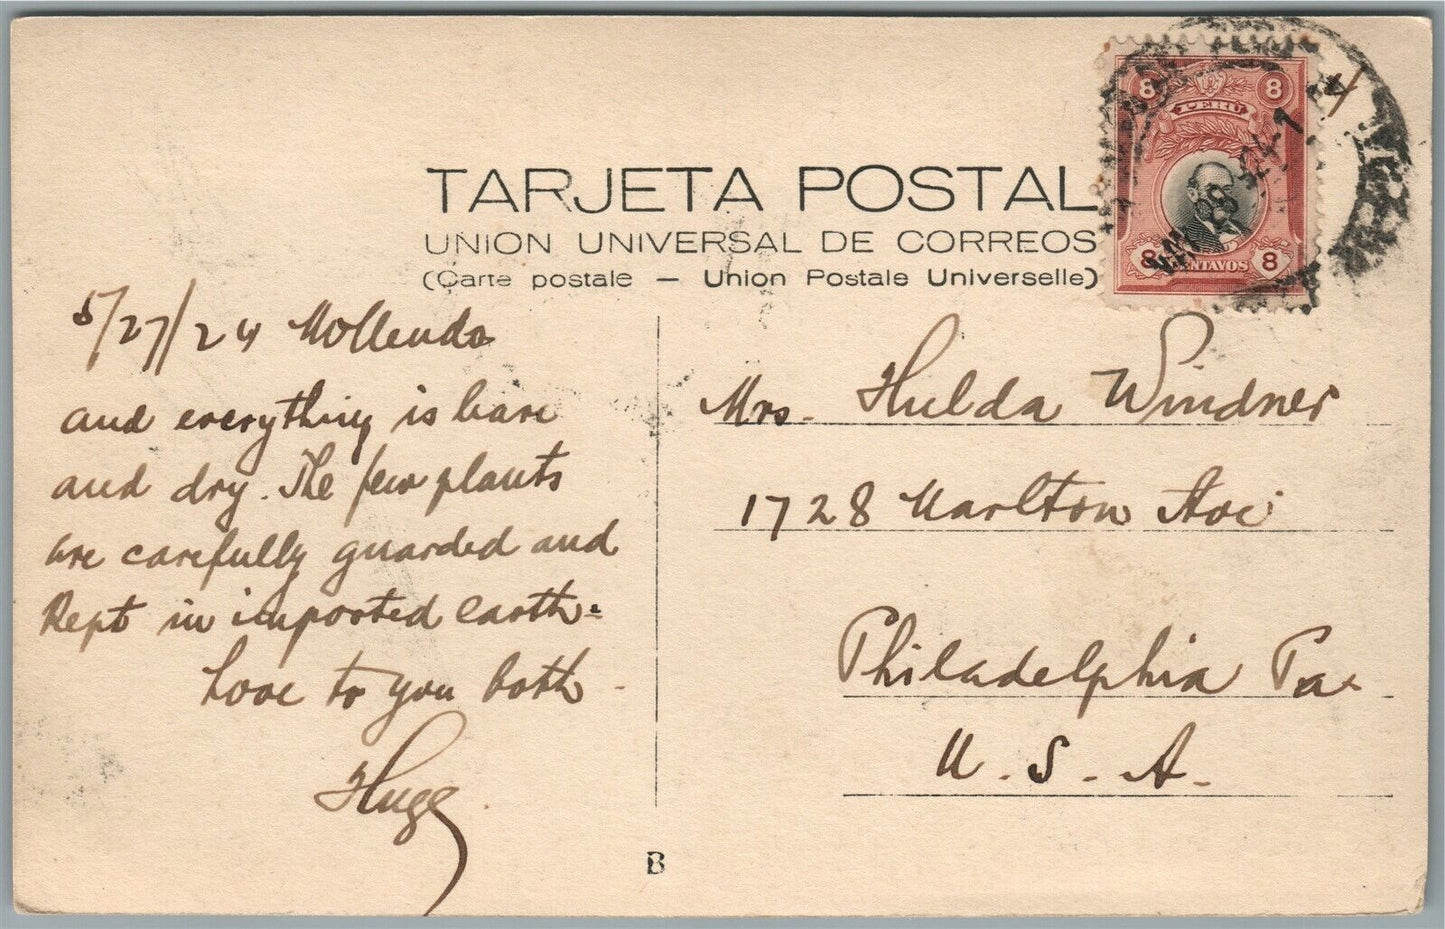 TARJETA POSTAL
UNION UNIVERSAL DE CORREOS
(Carte postale — Union Postale Universelle)
8 8
PERU
8 CENTAVOS 8
5/27/24 Mollendo
and everything is bare
and dry. The few plants
are carefully guarded and
Kept in imported earth.
Love to you both -
Mrs. Hulda Windner
1728 Marlton Ave
Philadelphia Pa.
U. S. A.
B